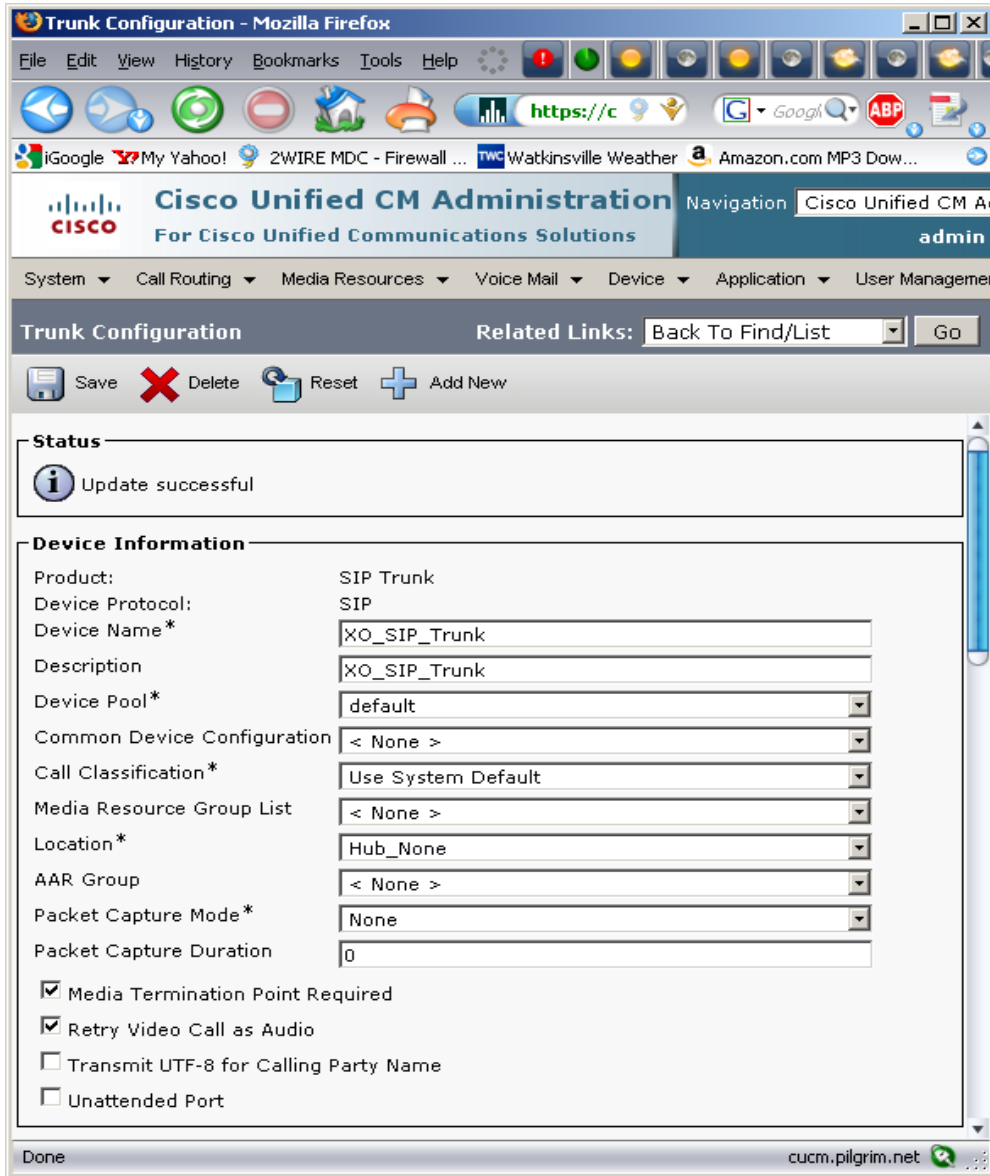 Trunk Configuration - Mozilla Firefox
File Edit View History Bookmarks Tools Help
https://c G Googl ABP
iGoogle Y? My Yahoo! 2WIRE MDC - Firewall ... TWC Watkinsville Weather a Amazon.com MP3 Dow...
CISCO
Cisco Unified CM Administration
For Cisco Unified Communications Solutions
Navigation Cisco Unified CM A
admin
System Call Routing Media Resources Voice Mail Device Application User Manageme
Trunk Configuration Related Links: Back To Find/List Go
Save Delete Reset Add New
Status
i Update successful
Device Information
Product: SIP Trunk
Device Protocol: SIP
Device Name* XO_SIP_Trunk
Description XO_SIP_Trunk
Device Pool* default
Common Device Configuration < None >
Call Classification* Use System Default
Media Resource Group List < None >
Location* Hub_None
AAR Group < None >
Packet Capture Mode* None
Packet Capture Duration 0
Media Termination Point Required
Retry Video Call as Audio
Transmit UTF-8 for Calling Party Name
Unattended Port
Done cucm.pilgrim.net